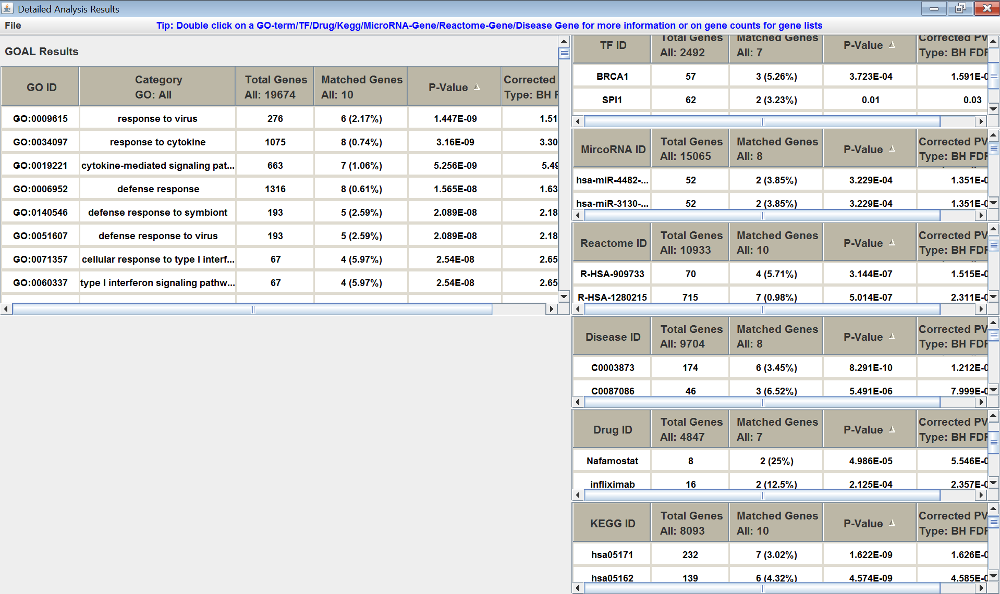 Detailed Analysis Results
File
Tip: Double click on a GO-term/TF/Drug/Kegg/MicroRNA-Gene/Reactome-Gene/Disease Gene for more information or on gene counts for gene lists
GOAL Results
GO ID Category GO: All Total Genes All: 19674 Matched Genes All: 10 P-Value Corrected Type: BH F
GO:0009615 response to virus 276 6 (2.17%) 1.447E-09 1.51
GO:0034097 response to cytokine 1075 8 (0.74%) 3.16E-09 3.30
GO:0019221 cytokine-mediated signaling pat... 663 7 (1.06%) 5.256E-09 5.49
GO:0006952 defense response 1316 8 (0.61%) 1.565E-08 1.63
GO:0140546 defense response to symbiont 193 5 (2.59%) 2.089E-08 2.18
GO:0051607 defense response to virus 193 5 (2.59%) 2.089E-08 2.18
GO:0071357 cellular response to type I interf... 67 4 (5.97%) 2.54E-08 2.65
GO:0060337 type I interferon signaling pathw... 67 4 (5.97%) 2.54E-08 2.65
TF ID Total Genes All: 2492 Matched Genes All: 7 P-Value Corrected PV Type: BH FDR
BRCA1 57 3 (5.26%) 3.723E-04 1.591E-0
SPI1 62 2 (3.23%) 0.01 0.03
MircoRNA ID Total Genes All: 15065 Matched Genes All: 8 P-Value Corrected PV Type: BH FDR
hsa-miR-4482-... 52 2 (3.85%) 3.229E-04 1.351E-0
hsa-miR-3130-... 52 2 (3.85%) 3.229E-04 1.351E-0
Reactome ID Total Genes All: 10933 Matched Genes All: 10 P-Value Corrected PV Type: BH FDR
R-HSA-909733 70 4 (5.71%) 3.144E-07 1.515E-0
R-HSA-1280215 715 7 (0.98%) 5.014E-07 2.311E-0
Disease ID Total Genes All: 9704 Matched Genes All: 8 P-Value Corrected PV Type: BH FDR
C0003873 174 6 (3.45%) 8.291E-10 1.212E-0
C0087086 46 3 (6.52%) 5.491E-06 7.999E-0
Drug ID Total Genes All: 4847 Matched Genes All: 7 P-Value Corrected PV Type: BH FDR
Nafamostat 8 2 (25%) 4.986E-05 5.546E-0
infliximab 16 2 (12.5%) 2.125E-04 2.357E-0
KEGG ID Total Genes All: 8093 Matched Genes All: 10 P-Value Corrected PV Type: BH FDR
hsa05171 232 7 (3.02%) 1.622E-09 1.626E-0
hsa05162 139 6 (4.32%) 4.574E-09 4.585E-0